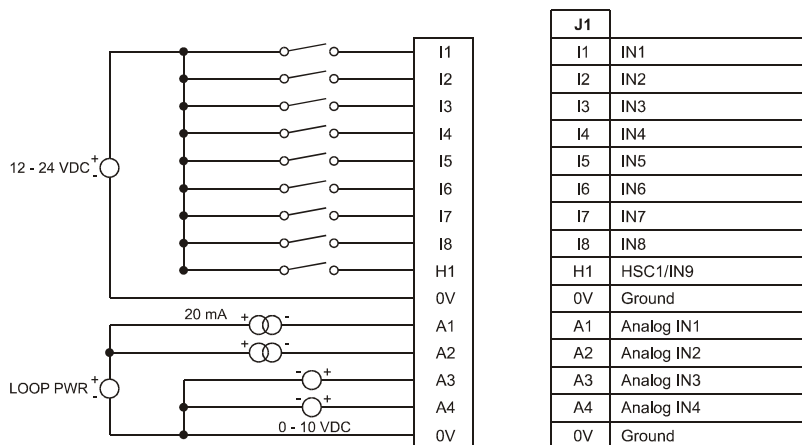 I1
I2
I3
I4
I5
I6
I7
I8
H1
0V
A1
A2
A3
A4
0V
12 - 24 VDC + -
20 mA + -
+ -
LOOP PWR + -
- +
- +
0 - 10 VDC
J1
I1 IN1
I2 IN2
I3 IN3
I4 IN4
I5 IN5
I6 IN6
I7 IN7
I8 IN8
H1 HSC1/IN9
0V Ground
A1 Analog IN1
A2 Analog IN2
A3 Analog IN3
A4 Analog IN4
0V Ground